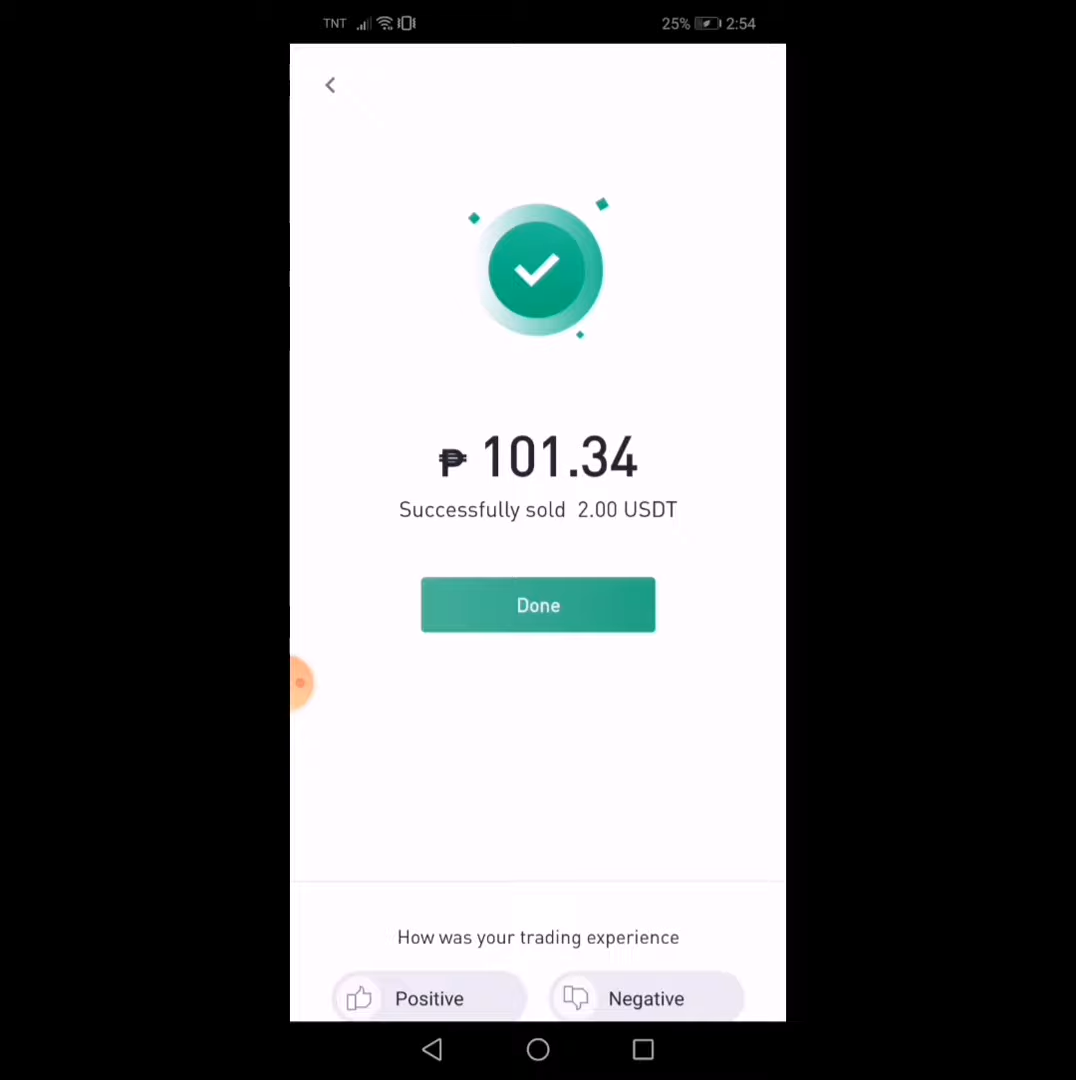 TNT 25% 2:54
₱ 101.34
Successfully sold 2.00 USDT
Done
How was your trading experience
Positive Negative